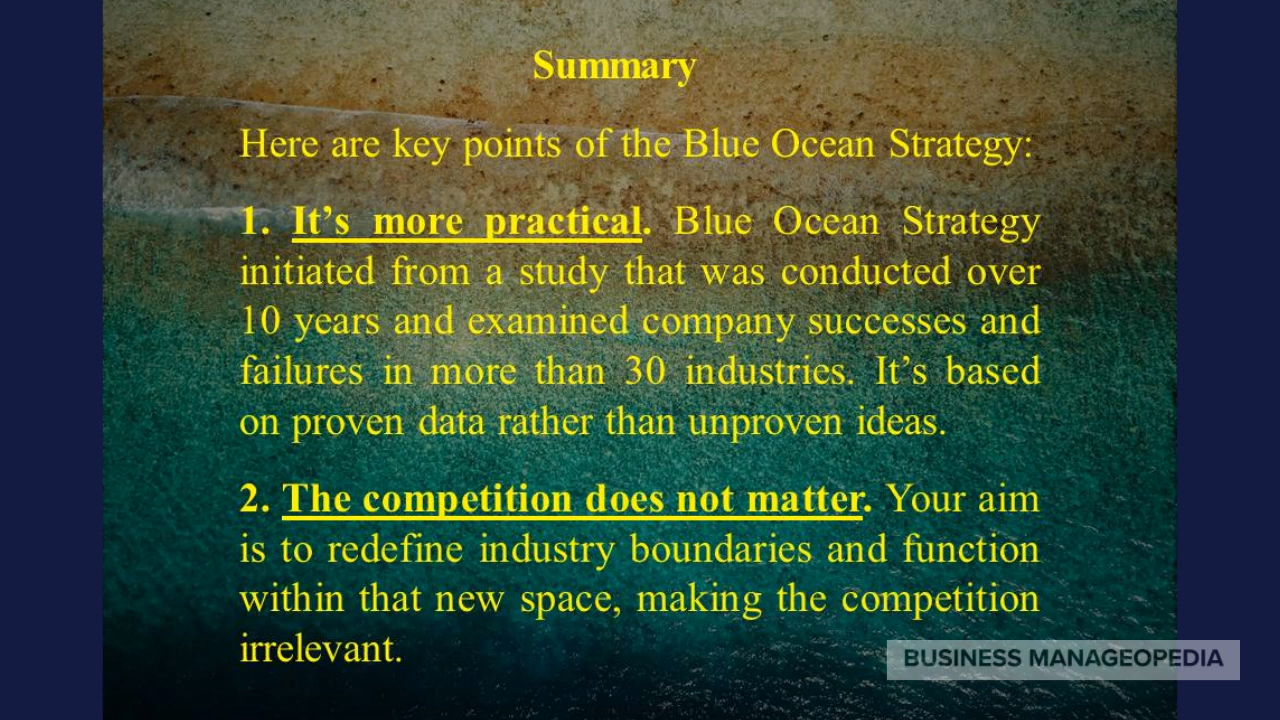 Summary
Here are key points of the Blue Ocean Strategy:
1. It’s more practical. Blue Ocean Strategy
initiated from a study that was conducted over
10 years and examined company successes and
failures in more than 30 industries. It’s based
on proven data rather than unproven ideas.
2. The competition does not matter. Your aim
is to redefine industry boundaries and function
within that new space, making the competition
irrelevant.
BUSINESS MANAGEOPEDIA